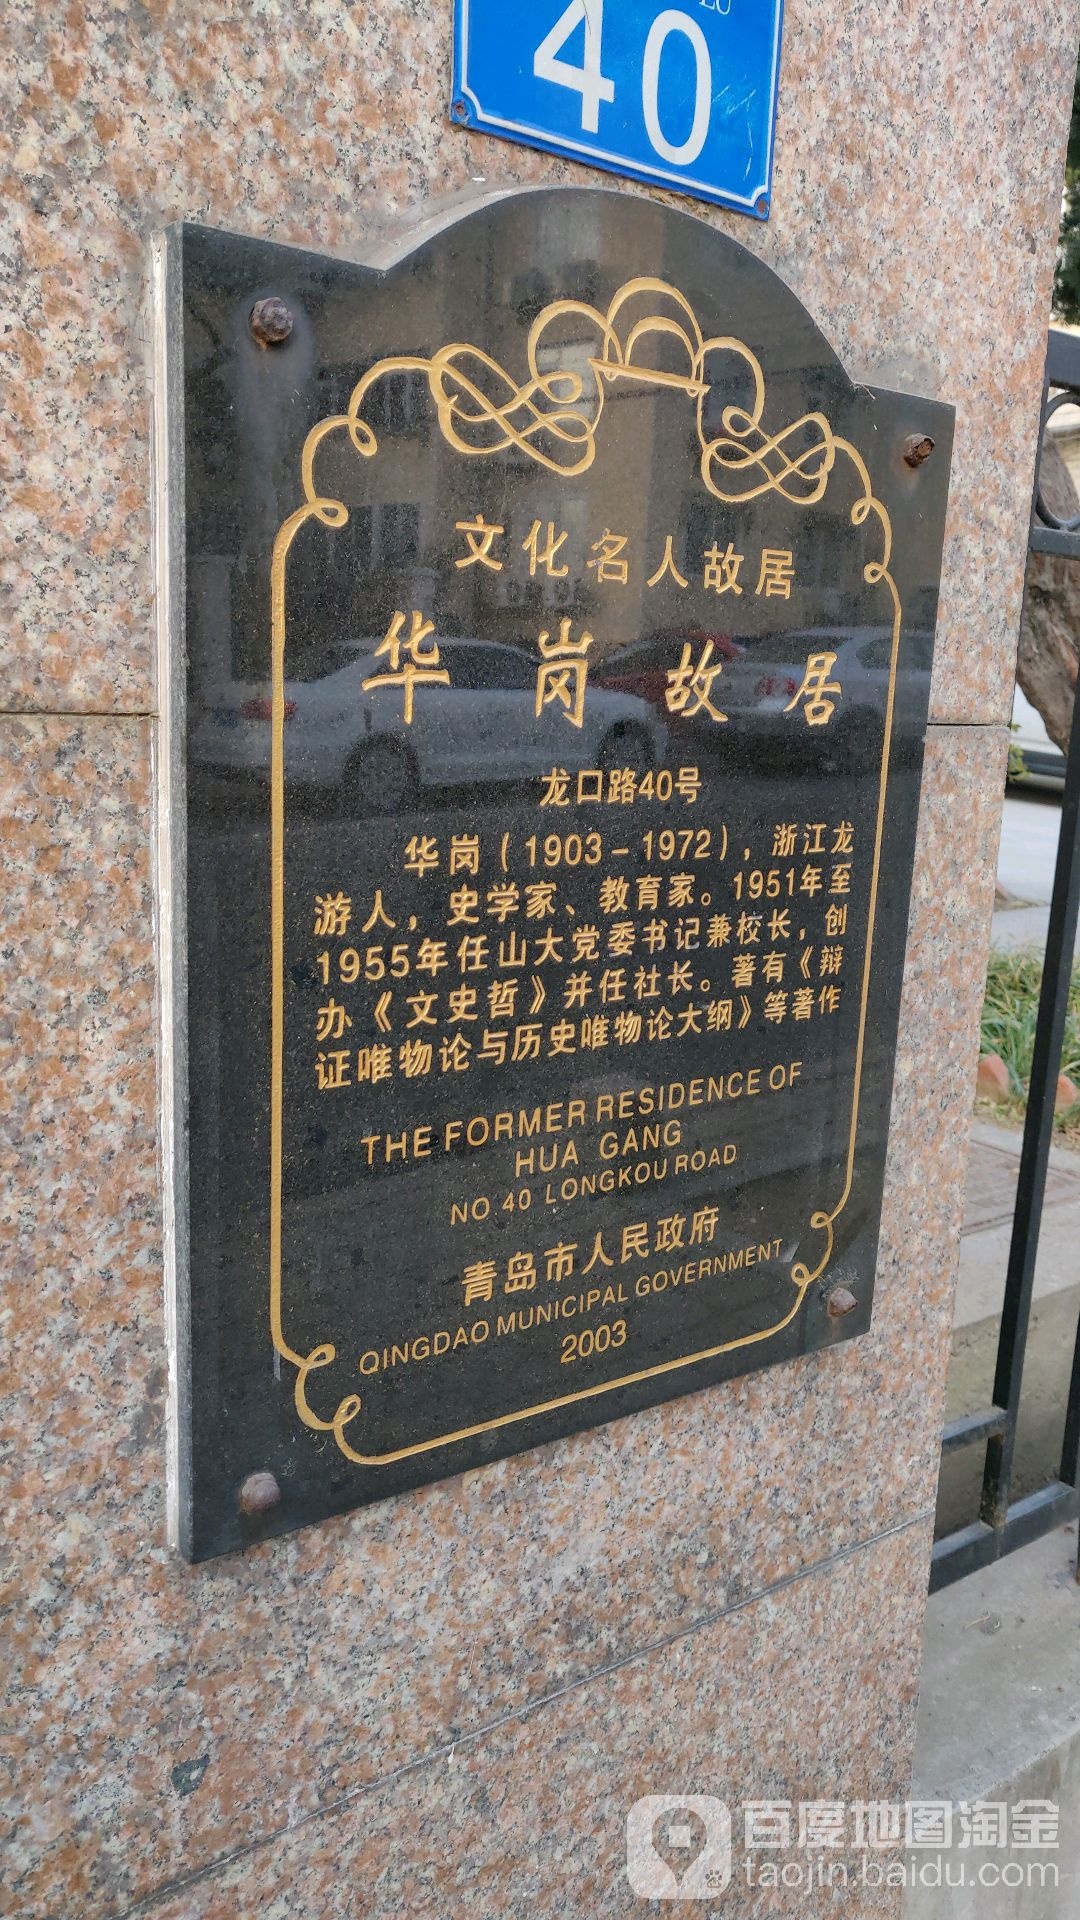 40
文化名人故居
华岗故居
龙口路40号
华岗（1903－1972），浙江龙
游人，史学家、教育家。1951年至
1955年任山大党委书记兼校长，创
办《文史哲》并任社长。著有《辩
证唯物论与历史唯物论大纲》等著作
THE FORMER RESIDENCE OF
HUA GANG
NO 40 LONGKOU ROAD
青岛市人民政府
QINGDAO MUNICIPAL GOVERNMENT
2003
百度地图淘金
taojin.baidu.com